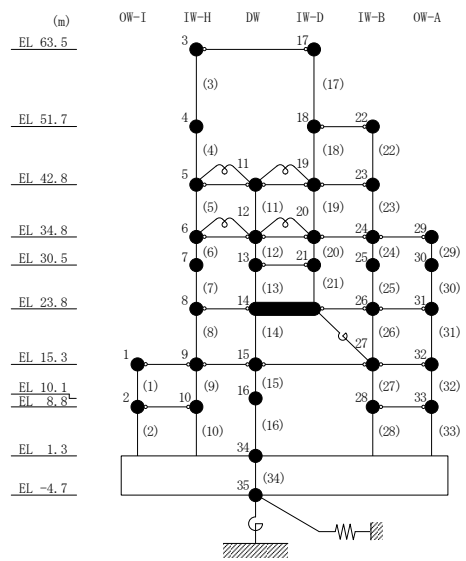 (m) OW-I IW-H DW IW-D IW-B OW-A
EL 63.5 3 17
(3) (17)
EL 51.7 4 18 22
(4) (18) (22)
EL 42.8 5 11 19 23
(5) (11) (19) (23)
EL 34.8 6 12 20 24 29
(6) (12) (20) (24) (29)
EL 30.5 7 13 21 25 30
(7) (13) (21) (25) (30)
EL 23.8 8 14 26 31
(8) (14) (26) (31)
27
EL 15.3 1 9 15 32
(1) (9) (15) (27) (32)
EL 10.1 16
EL 8.8 2 10 28 33
(2) (10) (16) (28) (33)
EL 1.3 34
(34)
EL -4.7 35